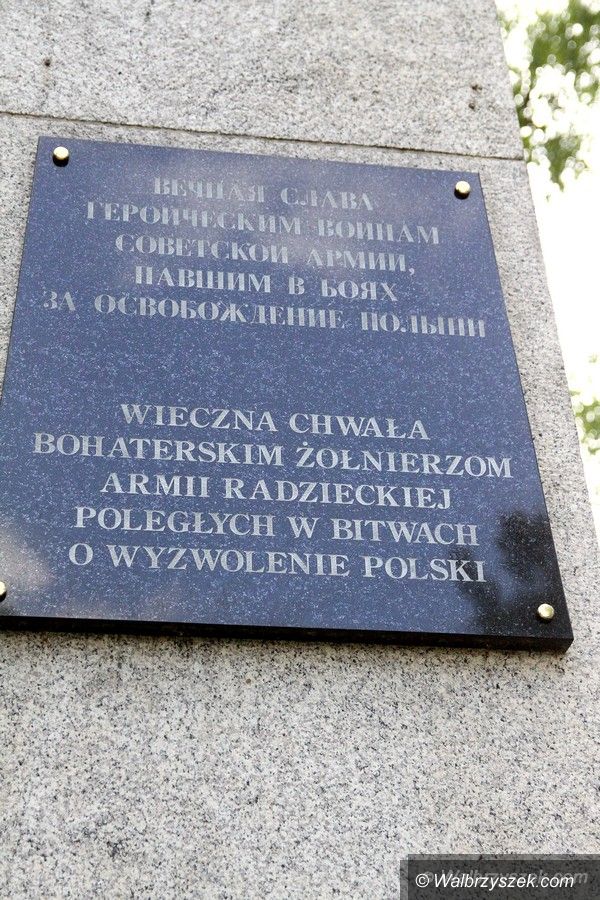 ВЕЧНАЯ СЛАВА
ГЕРОИЧЕСКИМ ВОИНАМ
СОВЕТСКОЙ АРМИИ,
ПАВШИМ В БОЯХ
ЗА ОСВОБОЖДЕНИЕ ПОЛЬШИ
WIECZNA CHWAŁA
BOHATERSKIM ŻOŁNIERZOM
ARMII RADZIECKIEJ
POLEGŁYCH W BITWACH
O WYZWOLENIE POLSKI
© Walbrzyszek.com